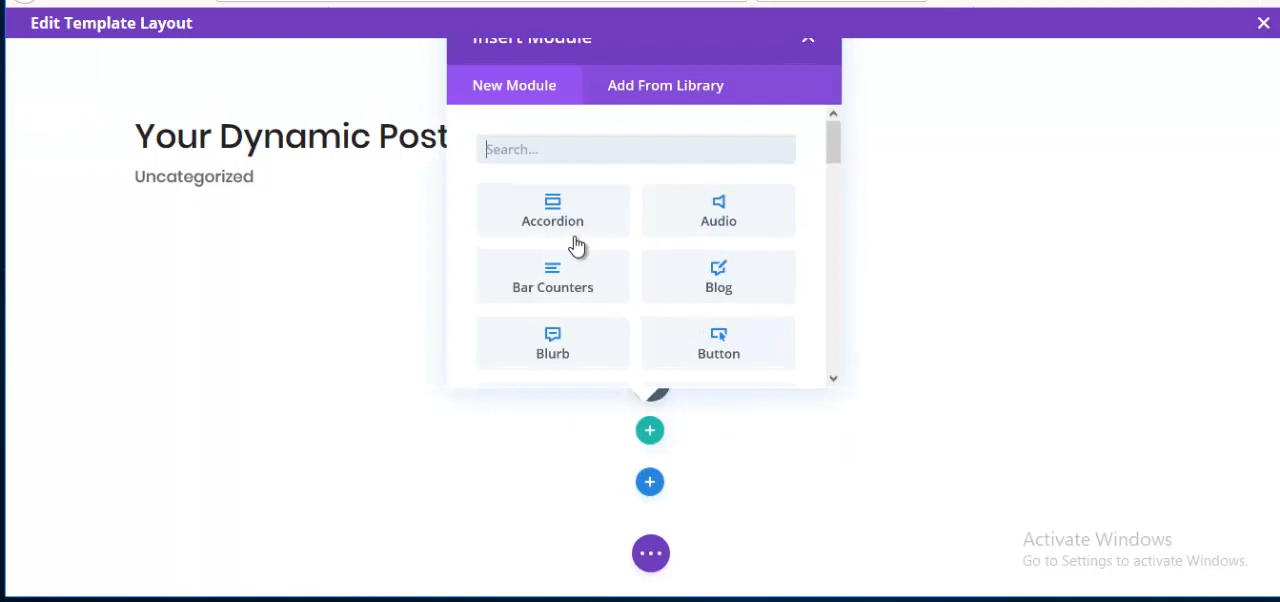 Edit Template Layout
Insert Module
New Module Add From Library
Your Dynamic Post
Uncategorized
Search...
Accordion Audio
Bar Counters Blog
Blurb Button
Activate Windows
Go to Settings to activate Windows.